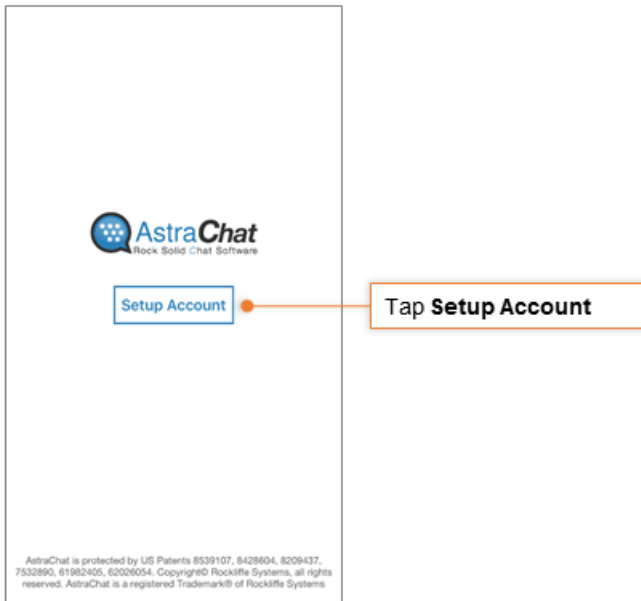 AstraChat
Rock Solid Chat Software
Setup Account
Tap Setup Account
AstraChat is protected by US Patents 8539107, 8428604, 8209437,
7532890, 61982405, 62026054. Copyright© Rockliffe Systems, all rights
reserved. AstraChat is a registered Trademark® of Rockliffe Systems